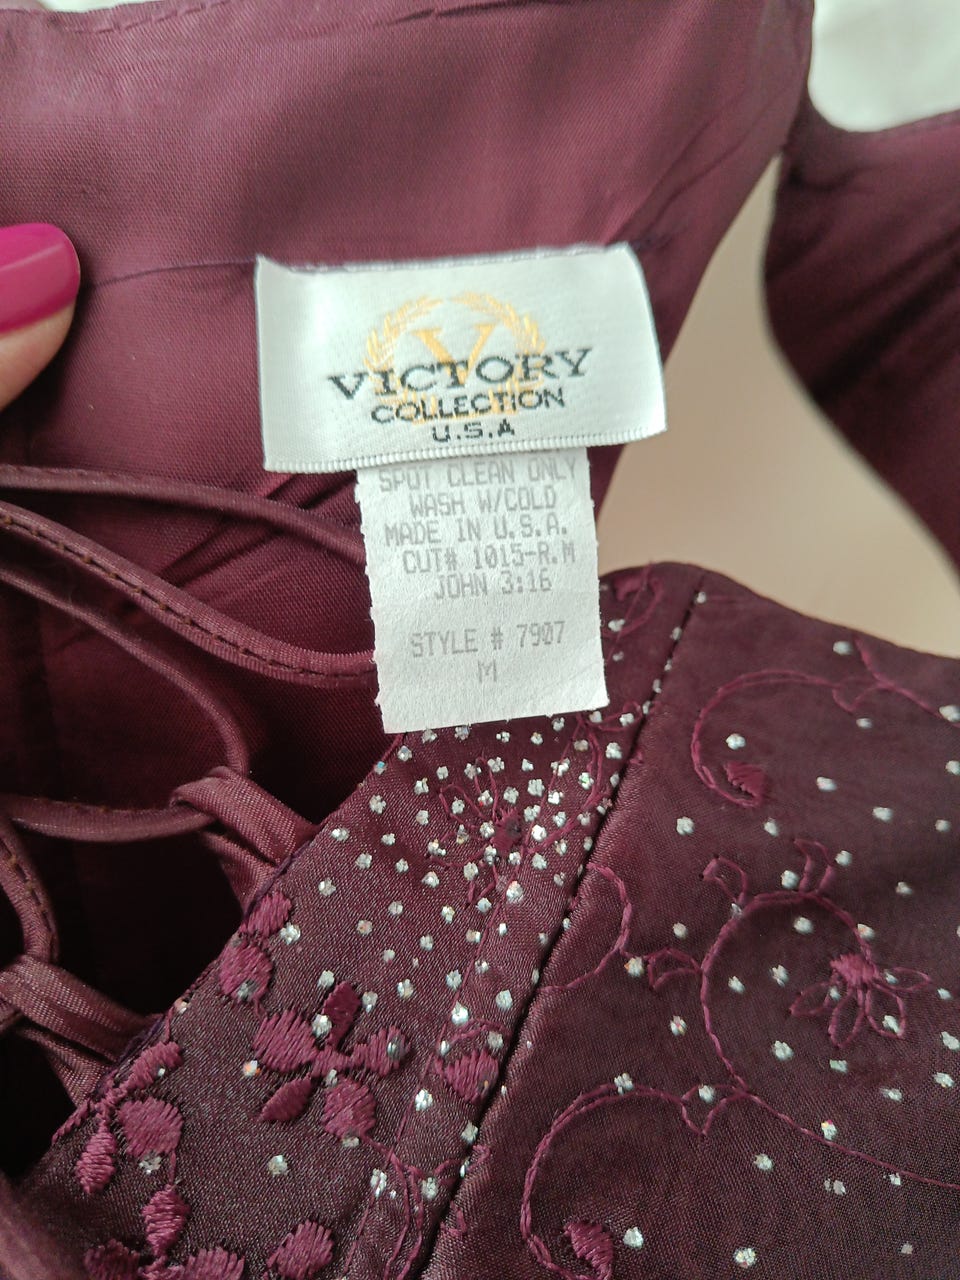 V
VICTORY
COLLECTION
U.S.A
SPOT CLEAN ONLY
WASH W/COLD
MADE IN U.S.A.
CUT# 1015-R.M
JOHN 3:16
STYLE # 7907
M